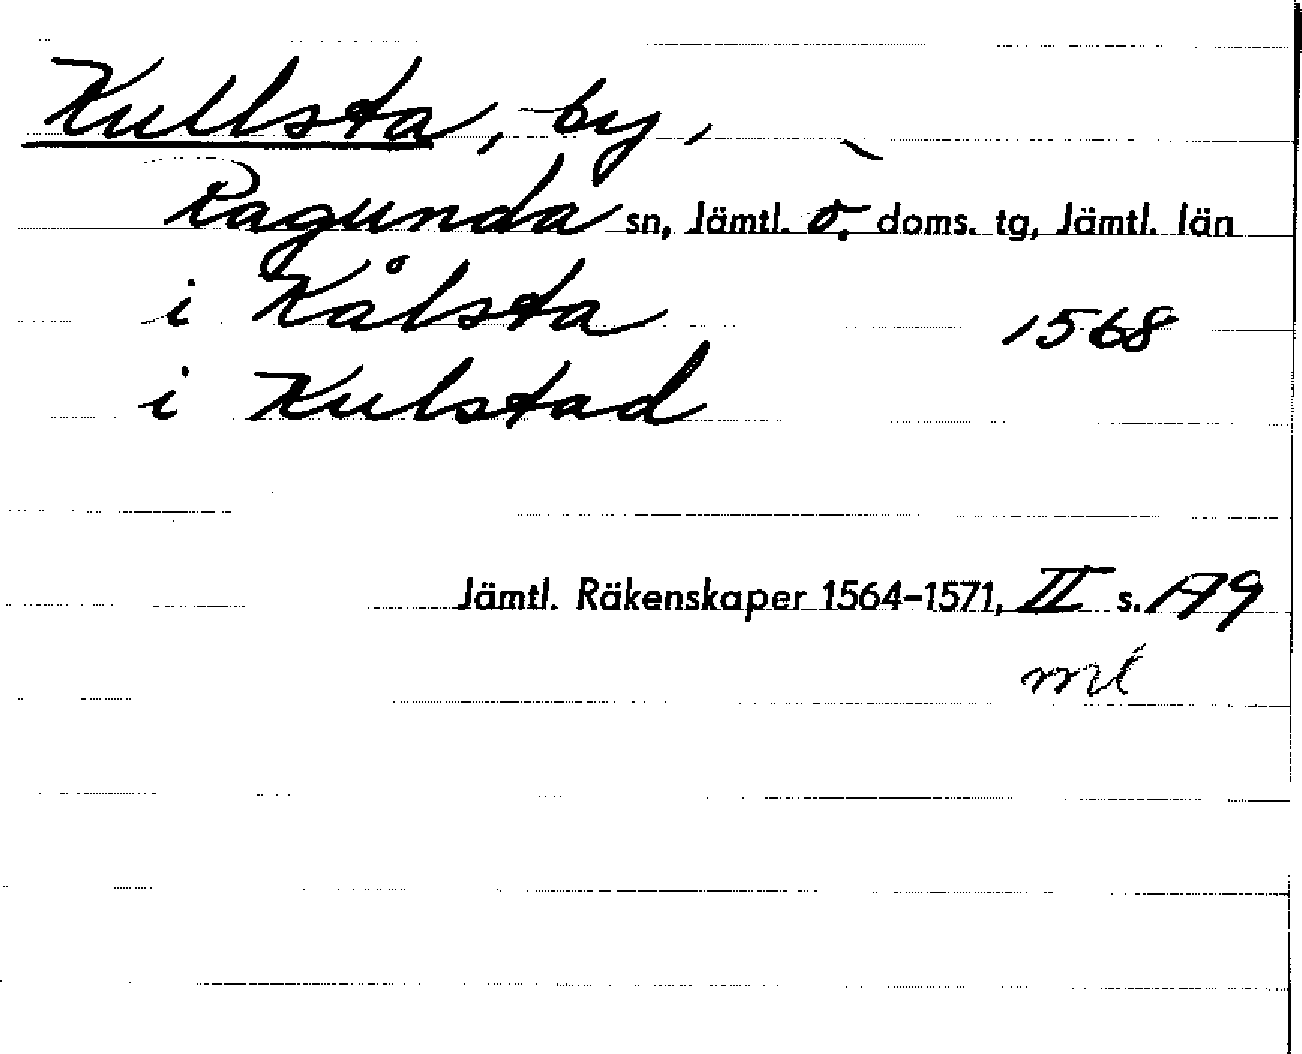 Kullsta, by,
Ragunda sn, Jämtl. ö. doms. tg, Jämtl. län
i Kålsta 1568
i Kulstad
Jämtl. Räkenskaper 1564-1571, II s. 179